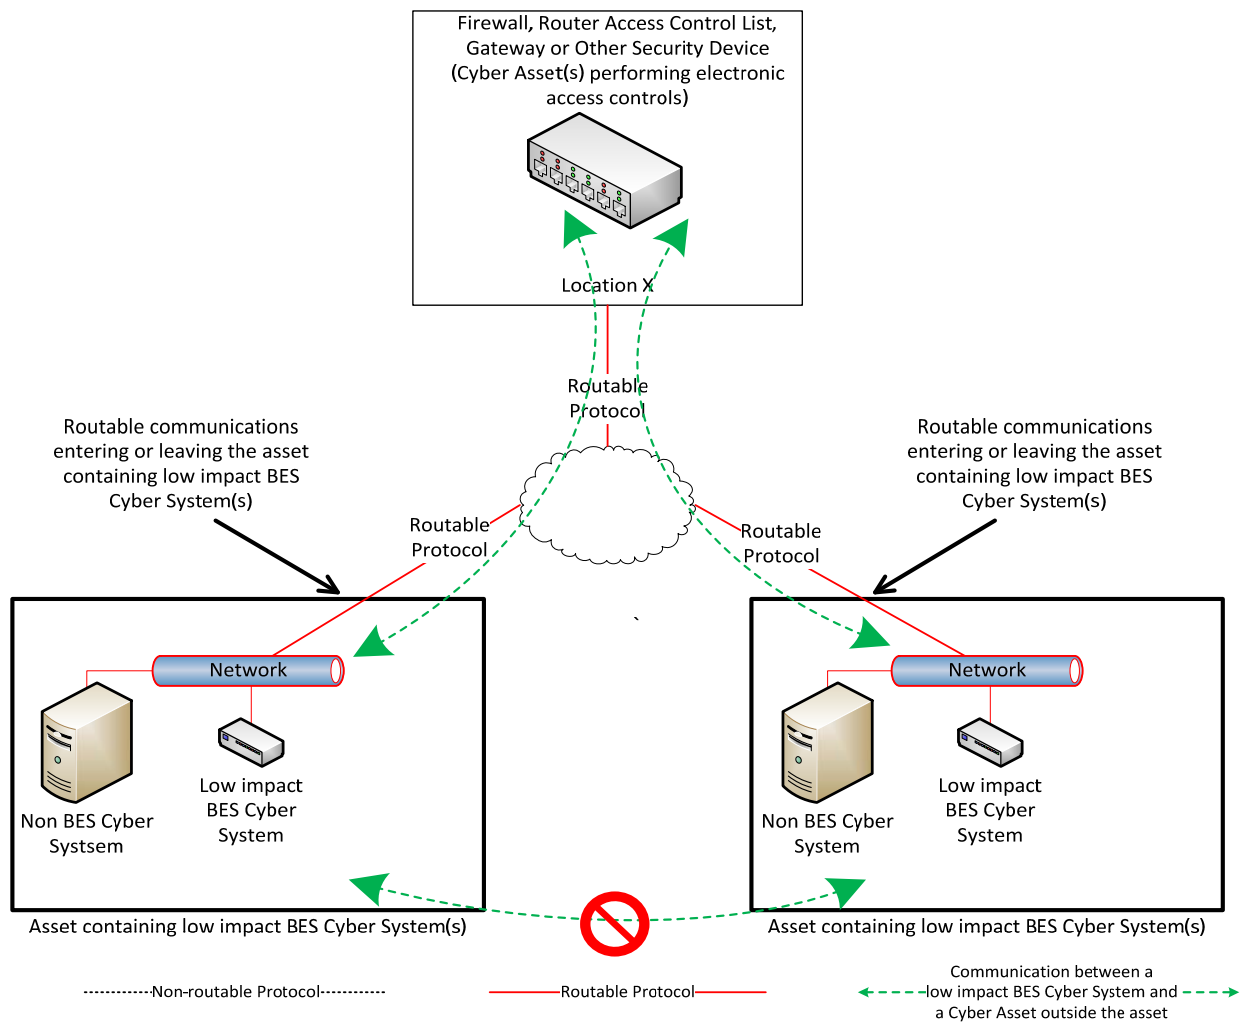 Firewall, Router Access Control List,
Gateway or Other Security Device
(Cyber Asset(s) performing electronic
access controls)
Location X
Routable
Protocol
Routable communications
entering or leaving the asset
containing low impact BES
Cyber System(s)
Routable communications
entering or leaving the asset
containing low impact BES
Cyber System(s)
Routable
Protocol
Routable
Protocol
`
Network
Non BES Cyber
Systsem
Low impact
BES Cyber
System
Network
Non BES Cyber
System
Low impact
BES Cyber
System
Asset containing low impact BES Cyber System(s)
Asset containing low impact BES Cyber System(s)
Non-routable Protocol
Routable Protocol
Communication between a
low impact BES Cyber System and
a Cyber Asset outside the asset